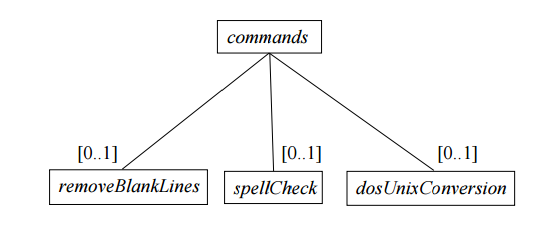 commands
[0..1] [0..1] [0..1]
removeBlankLines spellCheck dosUnixConversion